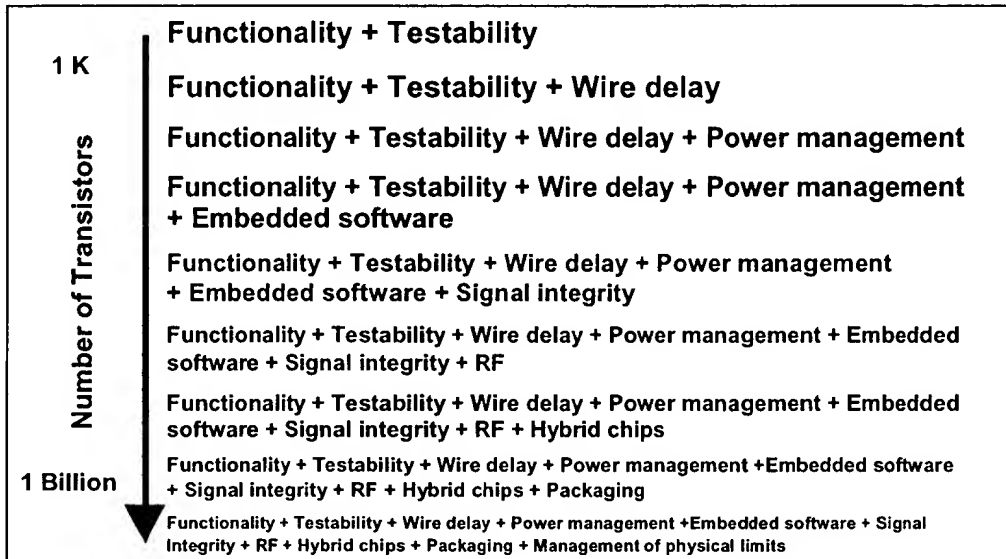 Functionality + Testability
1 K
Functionality + Testability + Wire delay
Functionality + Testability + Wire delay + Power management
Functionality + Testability + Wire delay + Power management
+ Embedded software
Number of Transistors
Functionality + Testability + Wire delay + Power management
+ Embedded software + Signal integrity
Functionality + Testability + Wire delay + Power management + Embedded
software + Signal integrity + RF
Functionality + Testability + Wire delay + Power management + Embedded
software + Signal integrity + RF + Hybrid chips
Functionality + Testability + Wire delay + Power management +Embedded software
1 Billion
+ Signal integrity + RF + Hybrid chips + Packaging
Functionality + Testability + Wire delay + Power management +Embedded software + Signal
Integrity + RF + Hybrid chips + Packaging + Management of physical limits